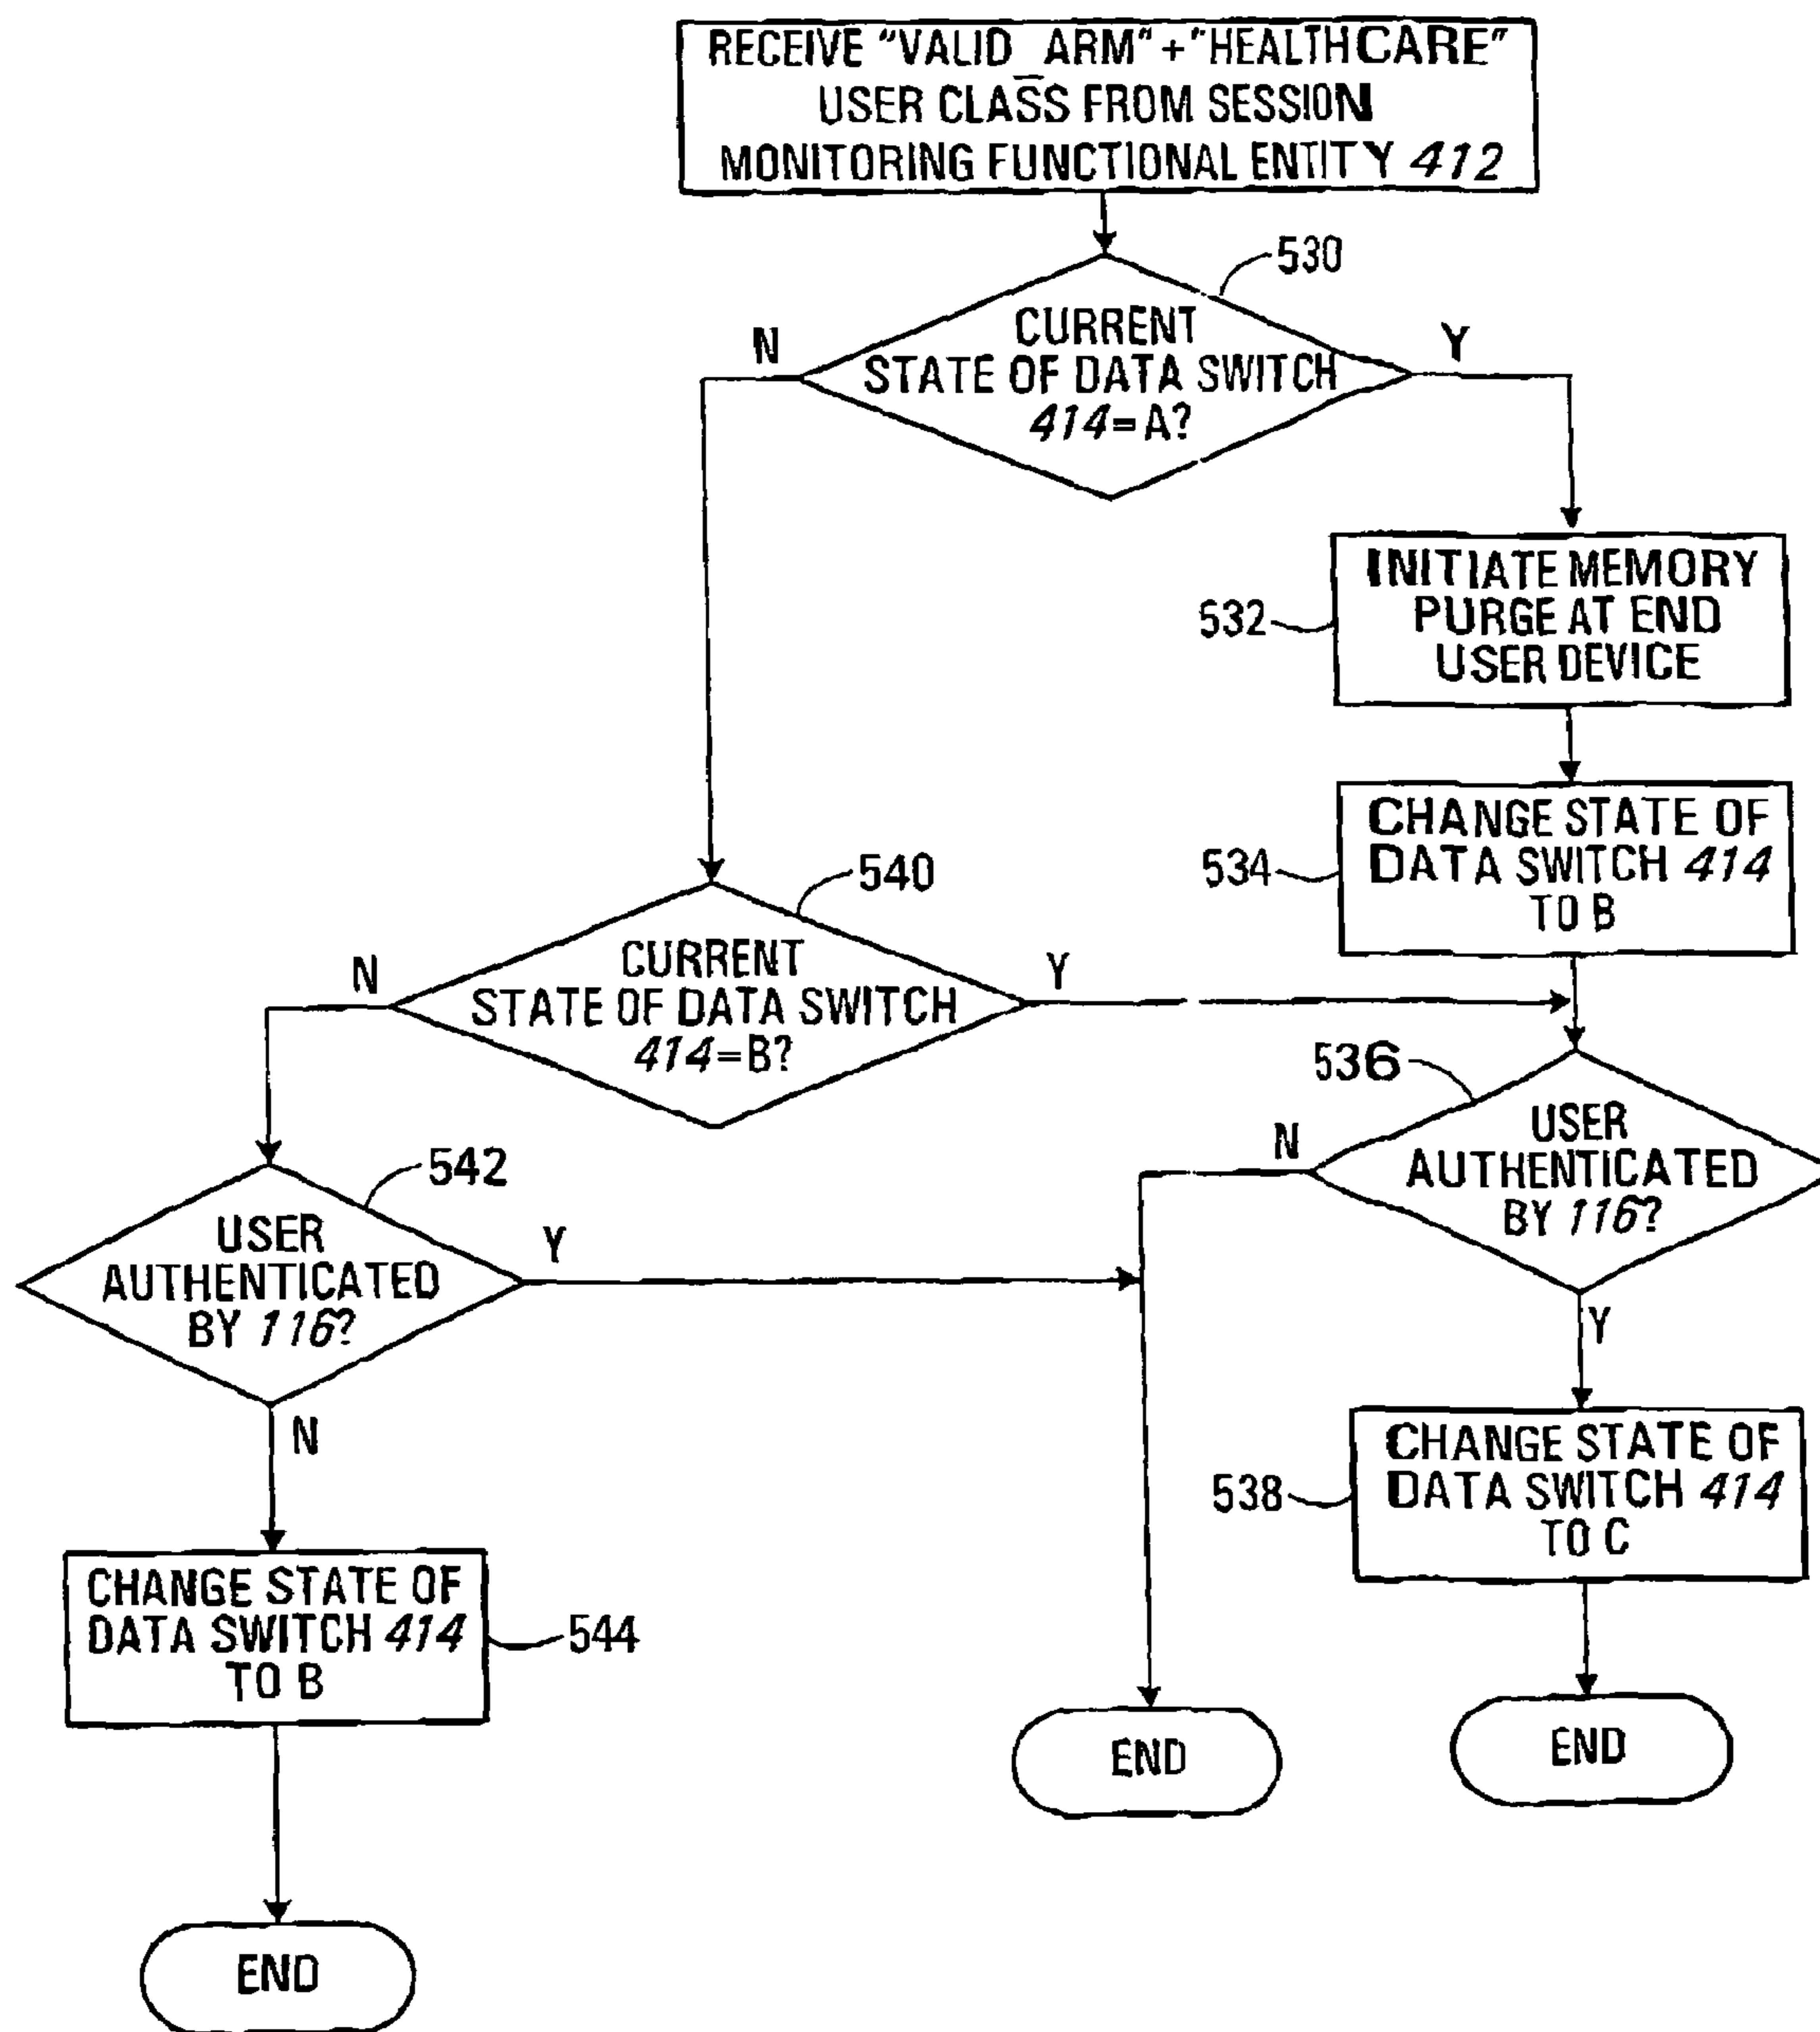 RECEIVE "VALID_ARM"+"HEALTHCARE"
USER CLASS FROM SESSION
MONITORING FUNCTIONAL ENTITY 412
530
CURRENT
STATE OF DATA SWITCH
414=A?
N
Y
INITIATE MEMORY
PURGE AT END
USER DEVICE
532
CHANGE STATE OF
DATA SWITCH 414
TO B
534
540
CURRENT
STATE OF DATA SWITCH
414=B?
N
Y
536
USER
AUTHENTICATED
BY 116?
N
Y
542
USER
AUTHENTICATED
BY 116?
Y
N
CHANGE STATE OF
DATA SWITCH 414
TO C
538
CHANGE STATE OF
DATA SWITCH 414
TO B
544
END
END
END